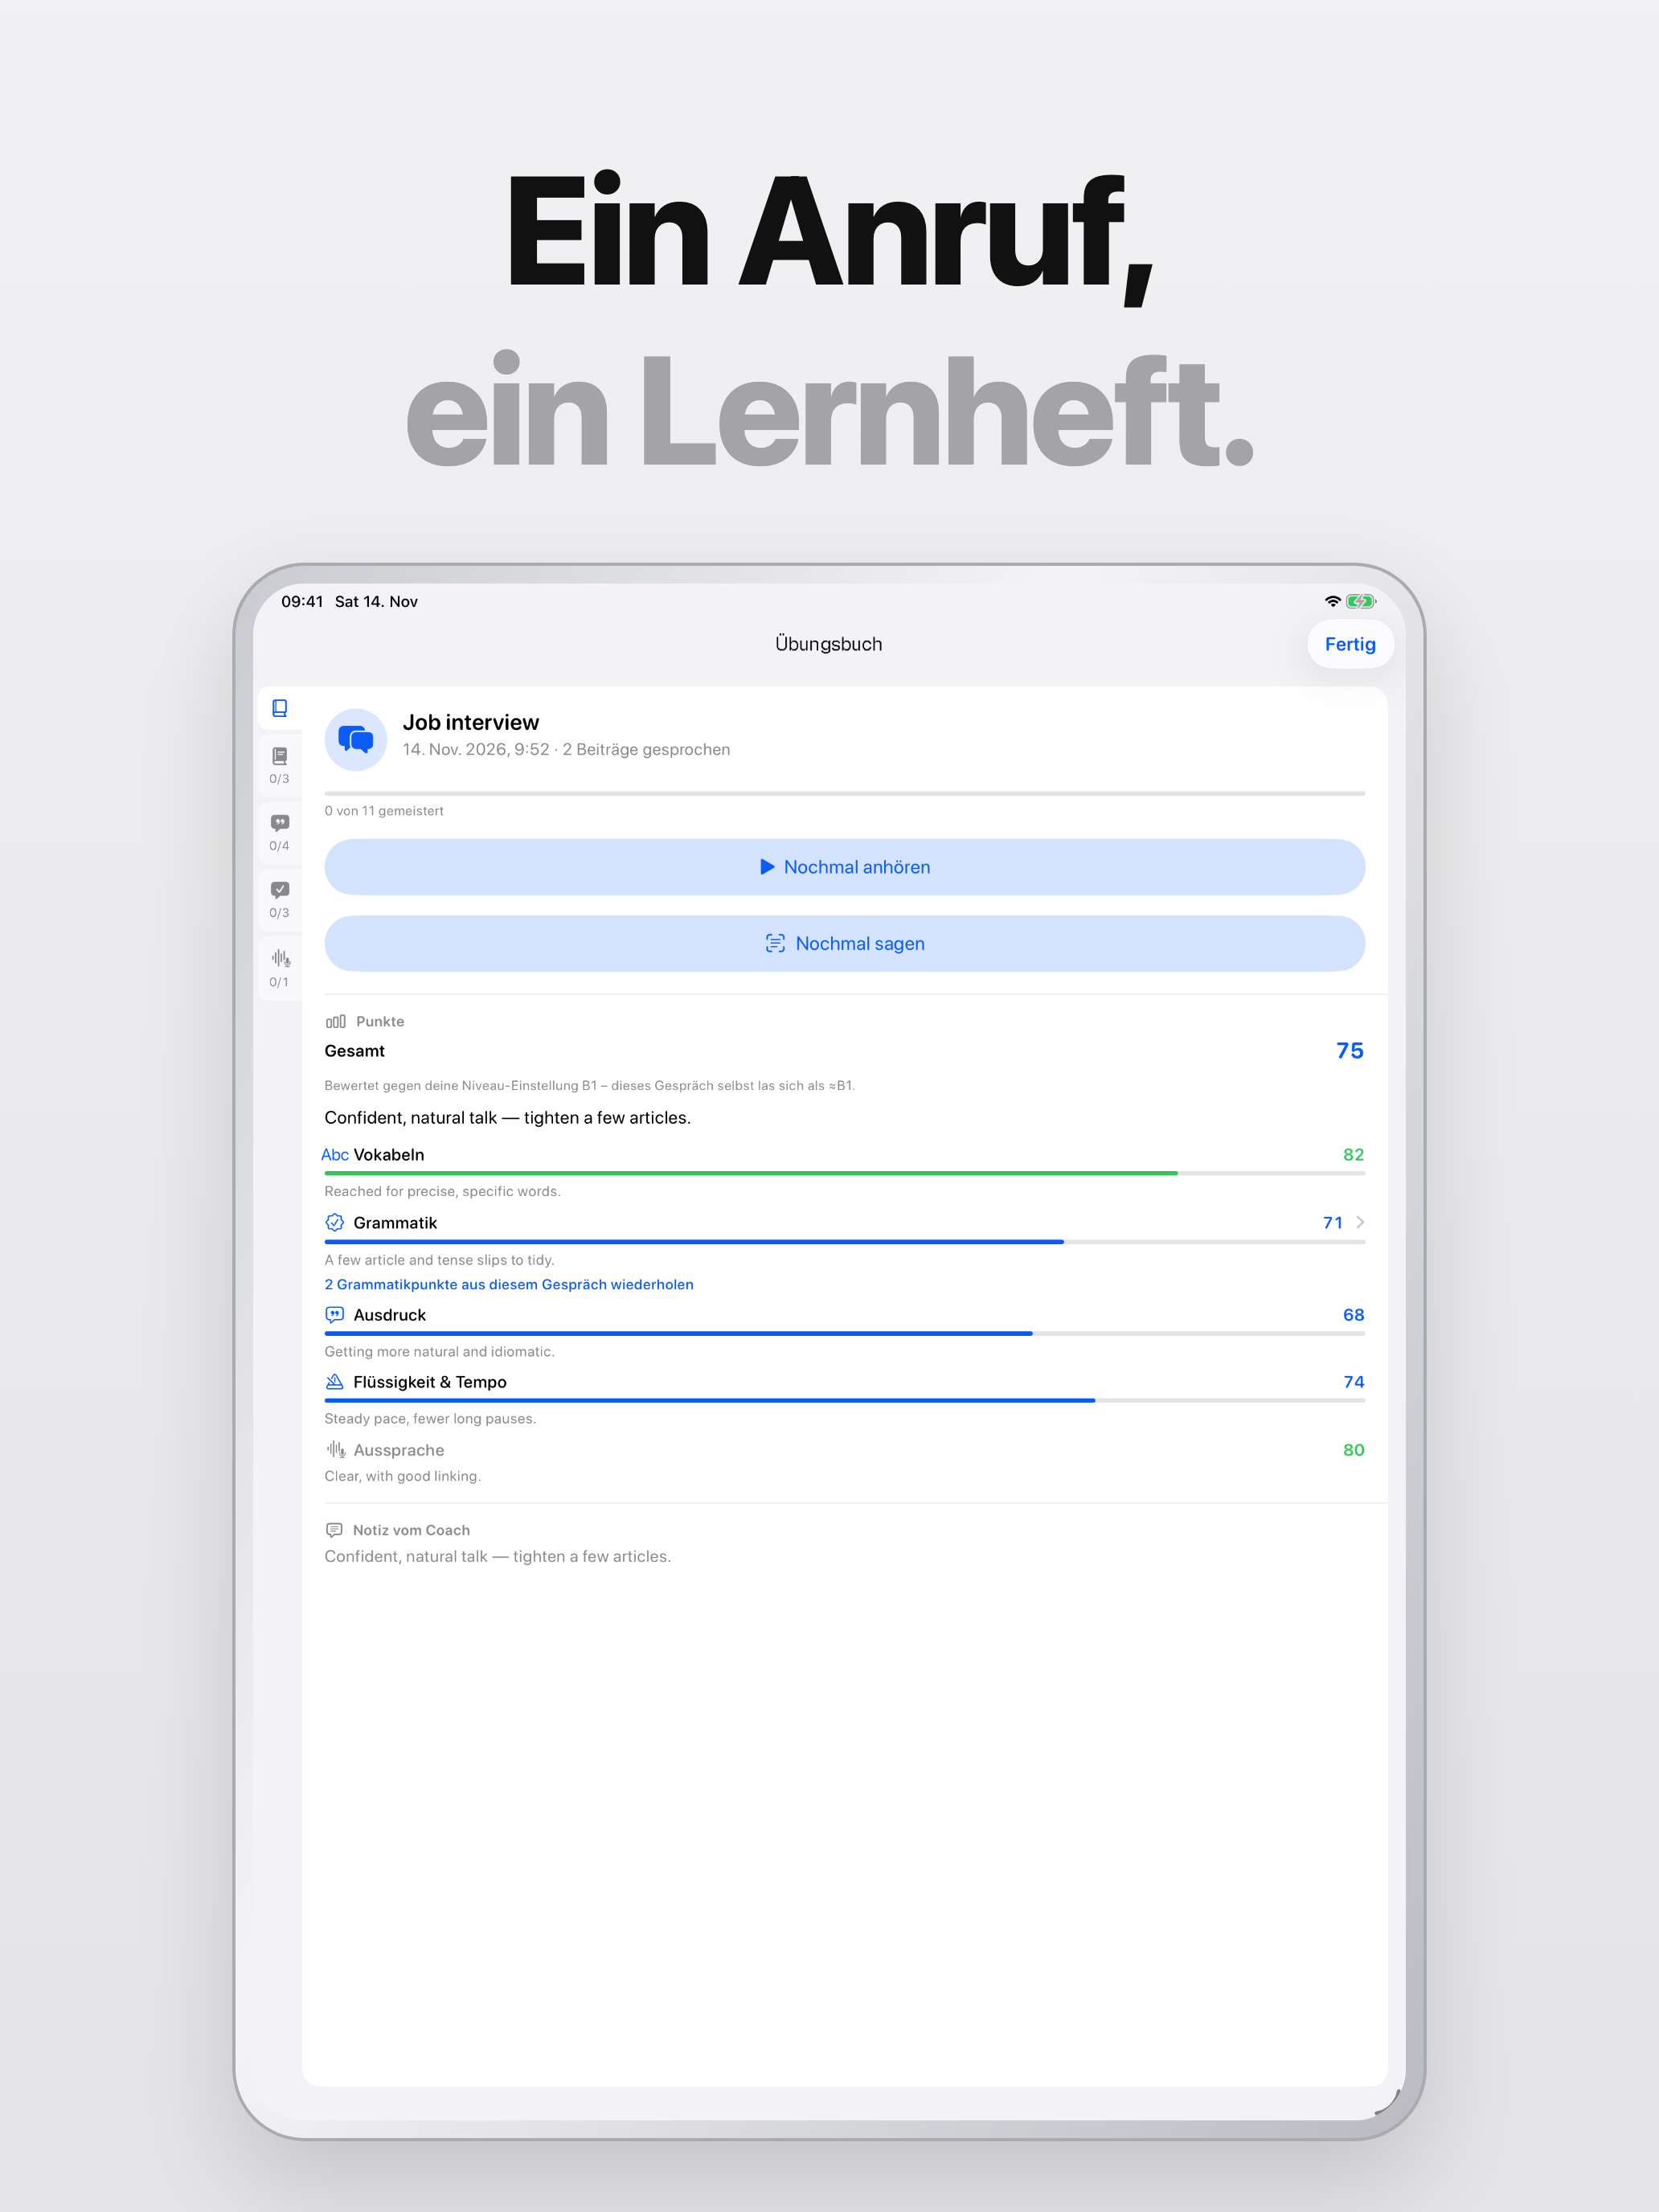 Ein Anruf,
ein Lernheft.
09:41 Sat 14. Nov
Übungsbuch
Fertig
Job interview
14. Nov. 2026, 9:52 · 2 Beiträge gesprochen
0/3
0 von 11 gemeistert
0/4
Nochmal anhören
0/3
Nochmal sagen
0/1
Punkte
Gesamt 75
Bewertet gegen deine Niveau-Einstellung B1 – dieses Gespräch selbst las sich als ≈B1.
Confident, natural talk — tighten a few articles.
Abc Vokabeln 82
Reached for precise, specific words.
Grammatik 71
A few article and tense slips to tidy.
2 Grammatikpunkte aus diesem Gespräch wiederholen
Ausdruck 68
Getting more natural and idiomatic.
Flüssigkeit & Tempo 74
Steady pace, fewer long pauses.
Aussprache 80
Clear, with good linking.
Notiz vom Coach
Confident, natural talk — tighten a few articles.